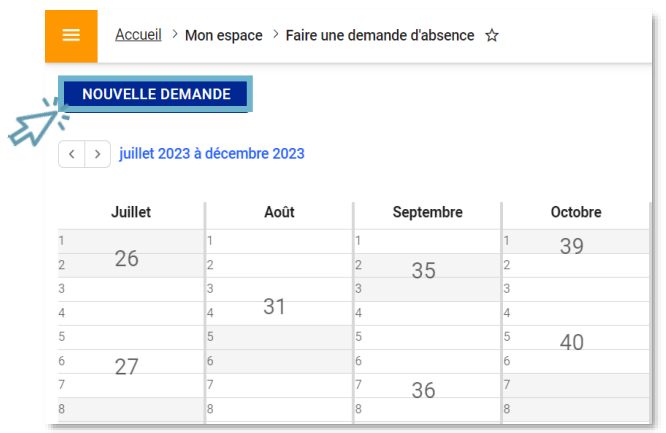 Accueil > Mon espace > Faire une demande d'absence ☆
NOUVELLE DEMANDE
< > juillet 2023 à décembre 2023
Juillet Août Septembre Octobre
1 1 1 1 39
2 26 2 2 35 2
3 3 3 3
4 4 31 4 4
5 5 5 5 40
6 27 6 6 6
7 7 7 36 7
8 8 8 8